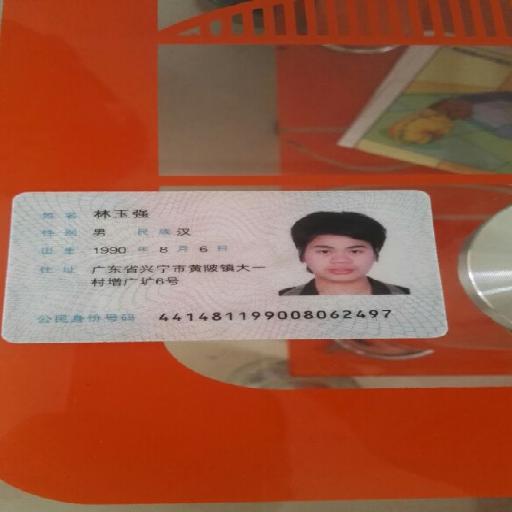 姓名 林玉强
性别 男 民族 汉
出生 1990 年 8 月 6 日
住址 广东省兴宁市黄陂镇大一
村增广圹6号
公民身份号码 441481199008062497